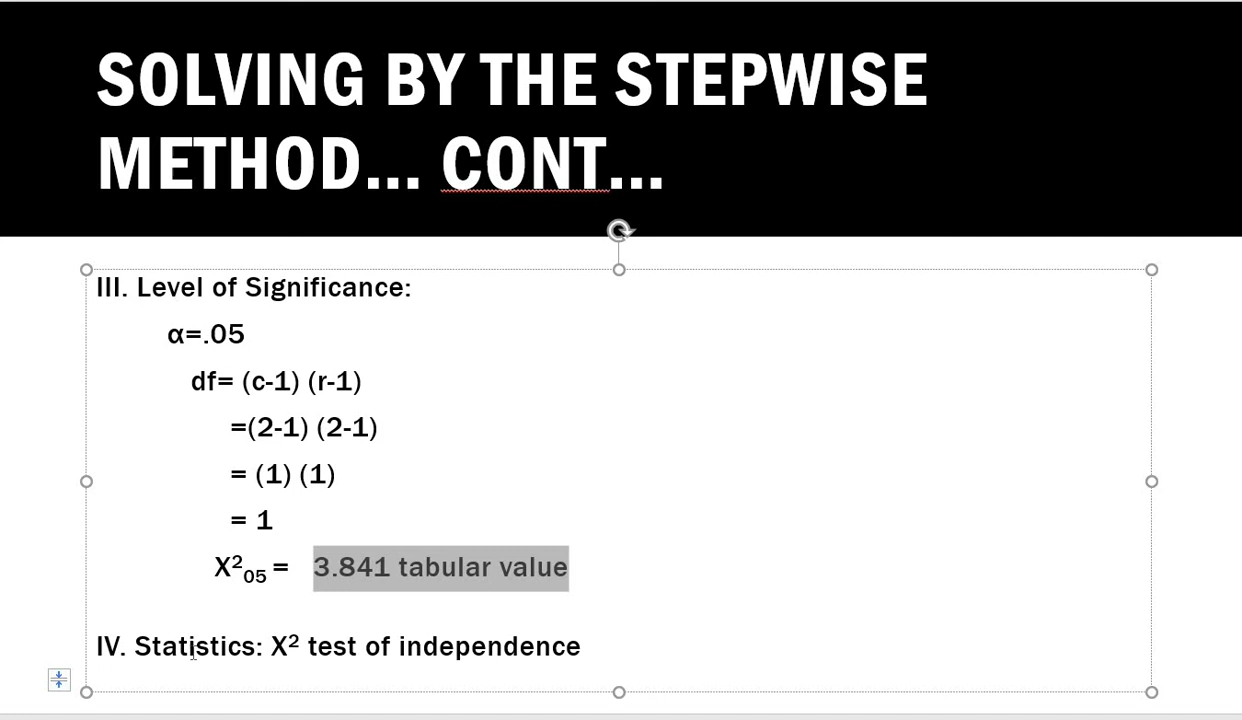 SOLVING BY THE STEPWISE
METHOD... CONT...
III. Level of Significance:
α=.05
df= (c-1) (r-1)
=(2-1) (2-1)
= (1) (1)
= 1
X²₀₅ = 3.841 tabular value
IV. Statistics: X² test of independence